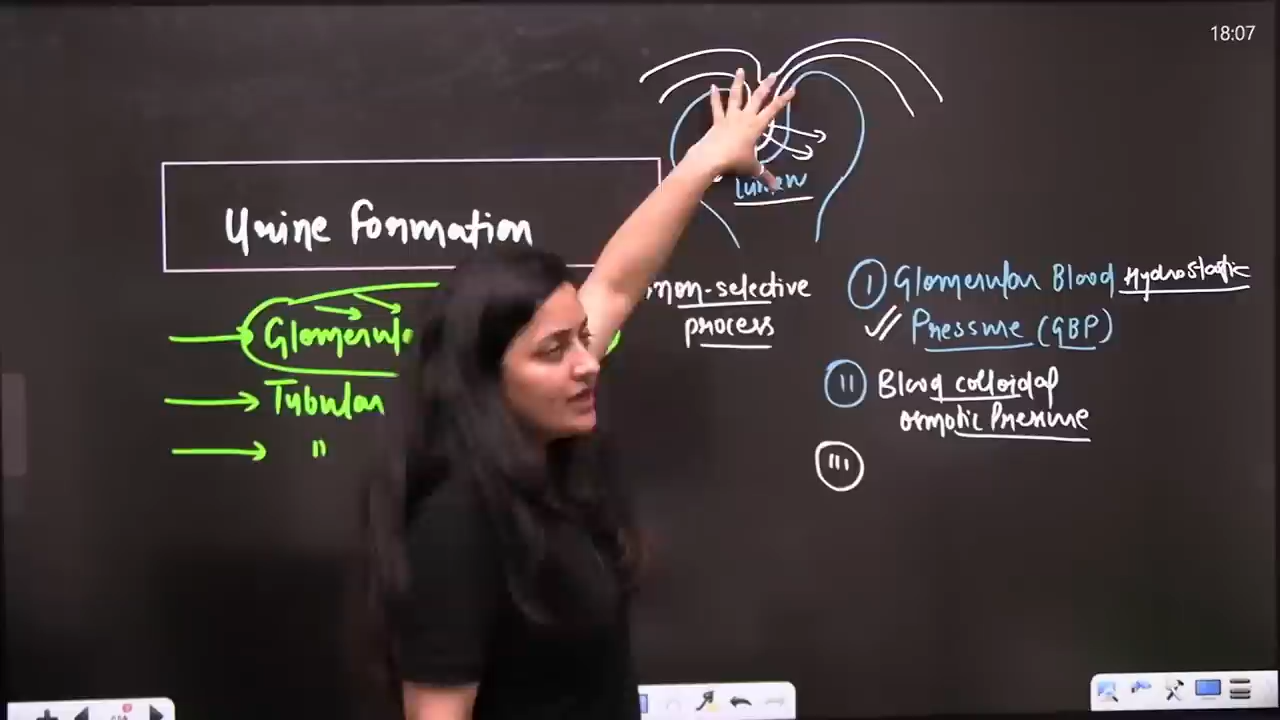 18:07
lumen
Urine Formation
non-selective
process
Glomerula
Tubular
"
I Glomerular Blood Hydrostatic
Pressure (GBP)
II Blood colloidal
osmotic Pressure
III